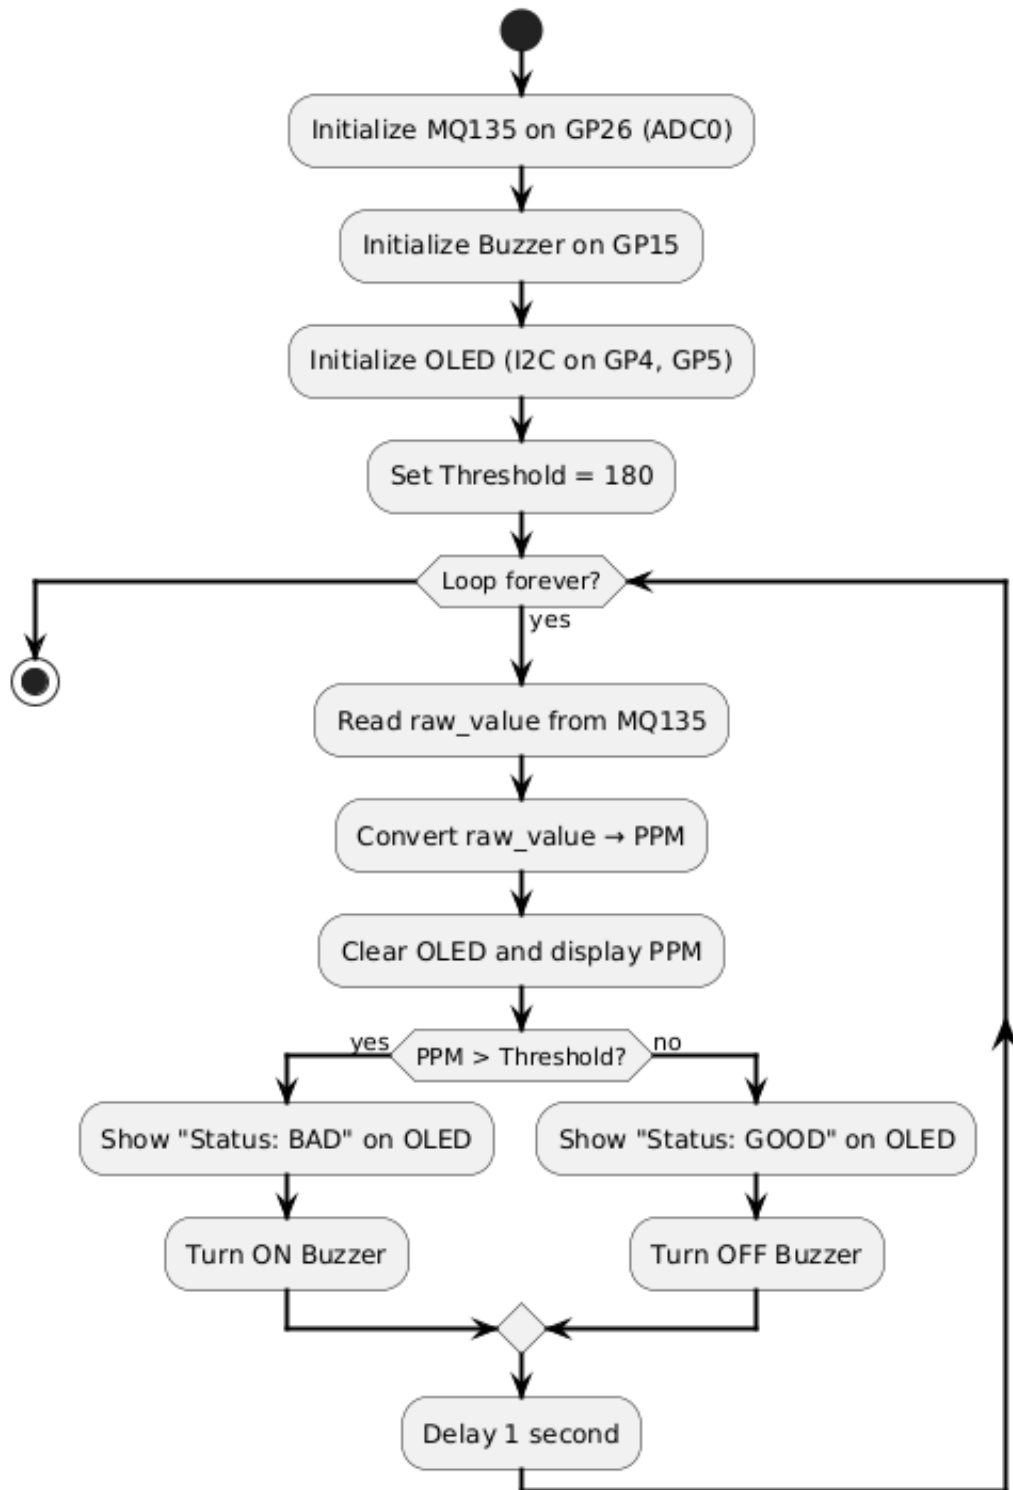 Initialize MQ135 on GP26 (ADC0)
Initialize Buzzer on GP15
Initialize OLED (I2C on GP4, GP5)
Set Threshold = 180
Loop forever?
yes
Read raw_value from MQ135
Convert raw_value → PPM
Clear OLED and display PPM
yes
PPM > Threshold?
no
Show "Status: BAD" on OLED
Show "Status: GOOD" on OLED
Turn ON Buzzer
Turn OFF Buzzer
Delay 1 second